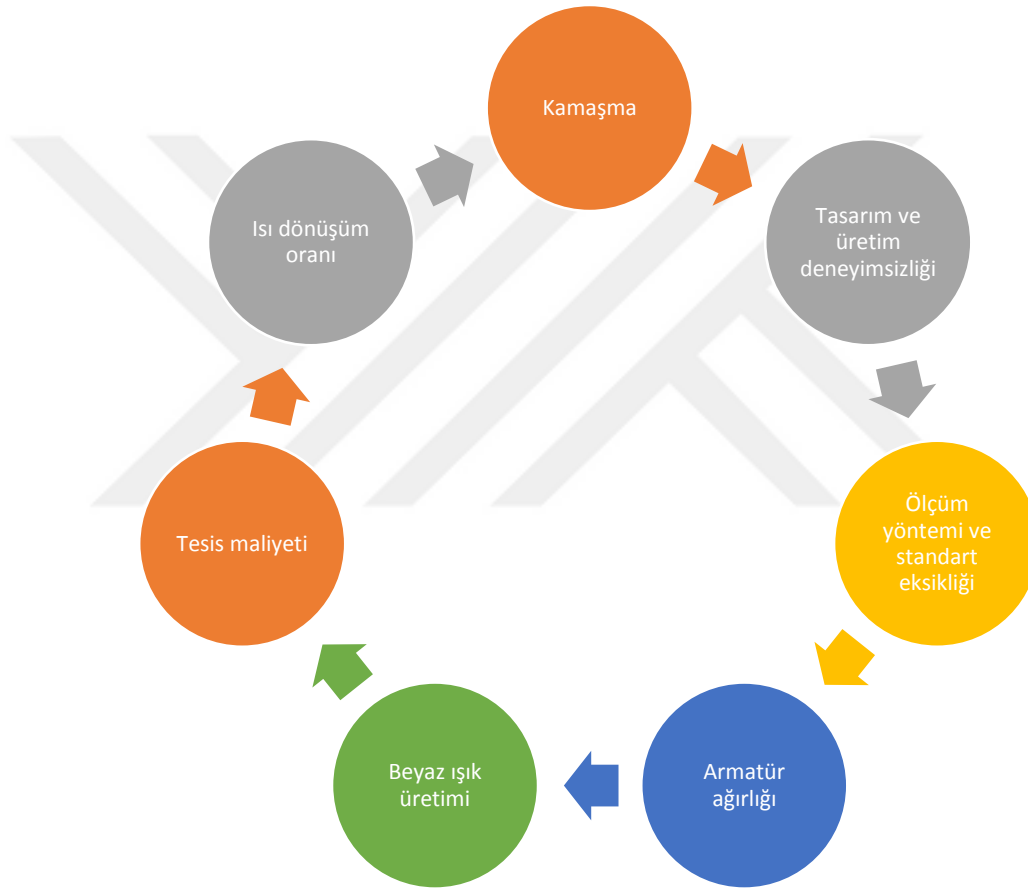 Kamaşma
Tasarım ve
üretim
deneyimsizliği
Ölçüm
yöntemi ve
standart
eksikliği
Armatür
ağırlığı
Beyaz ışık
üretimi
Tesis maliyeti
Isı dönüşüm
oranı